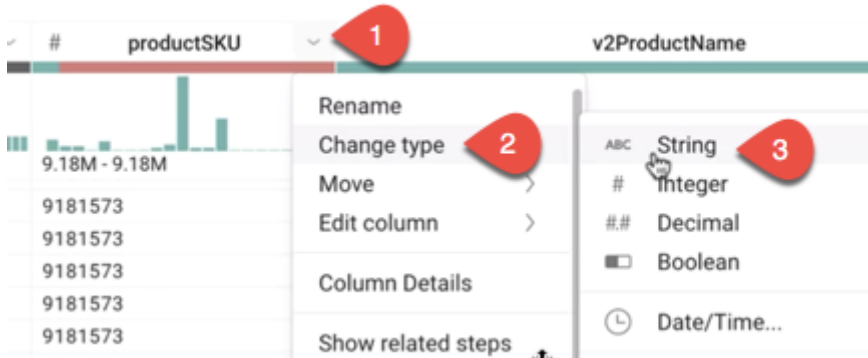 # productSKU 1 v2ProductName
9.18M - 9.18M
9181573
9181573
9181573
9181573
9181573
Rename
Change type 2
Move
Edit column
Column Details
Show related steps
ABC String 3
# Integer
#.# Decimal
Boolean
Date/Time...